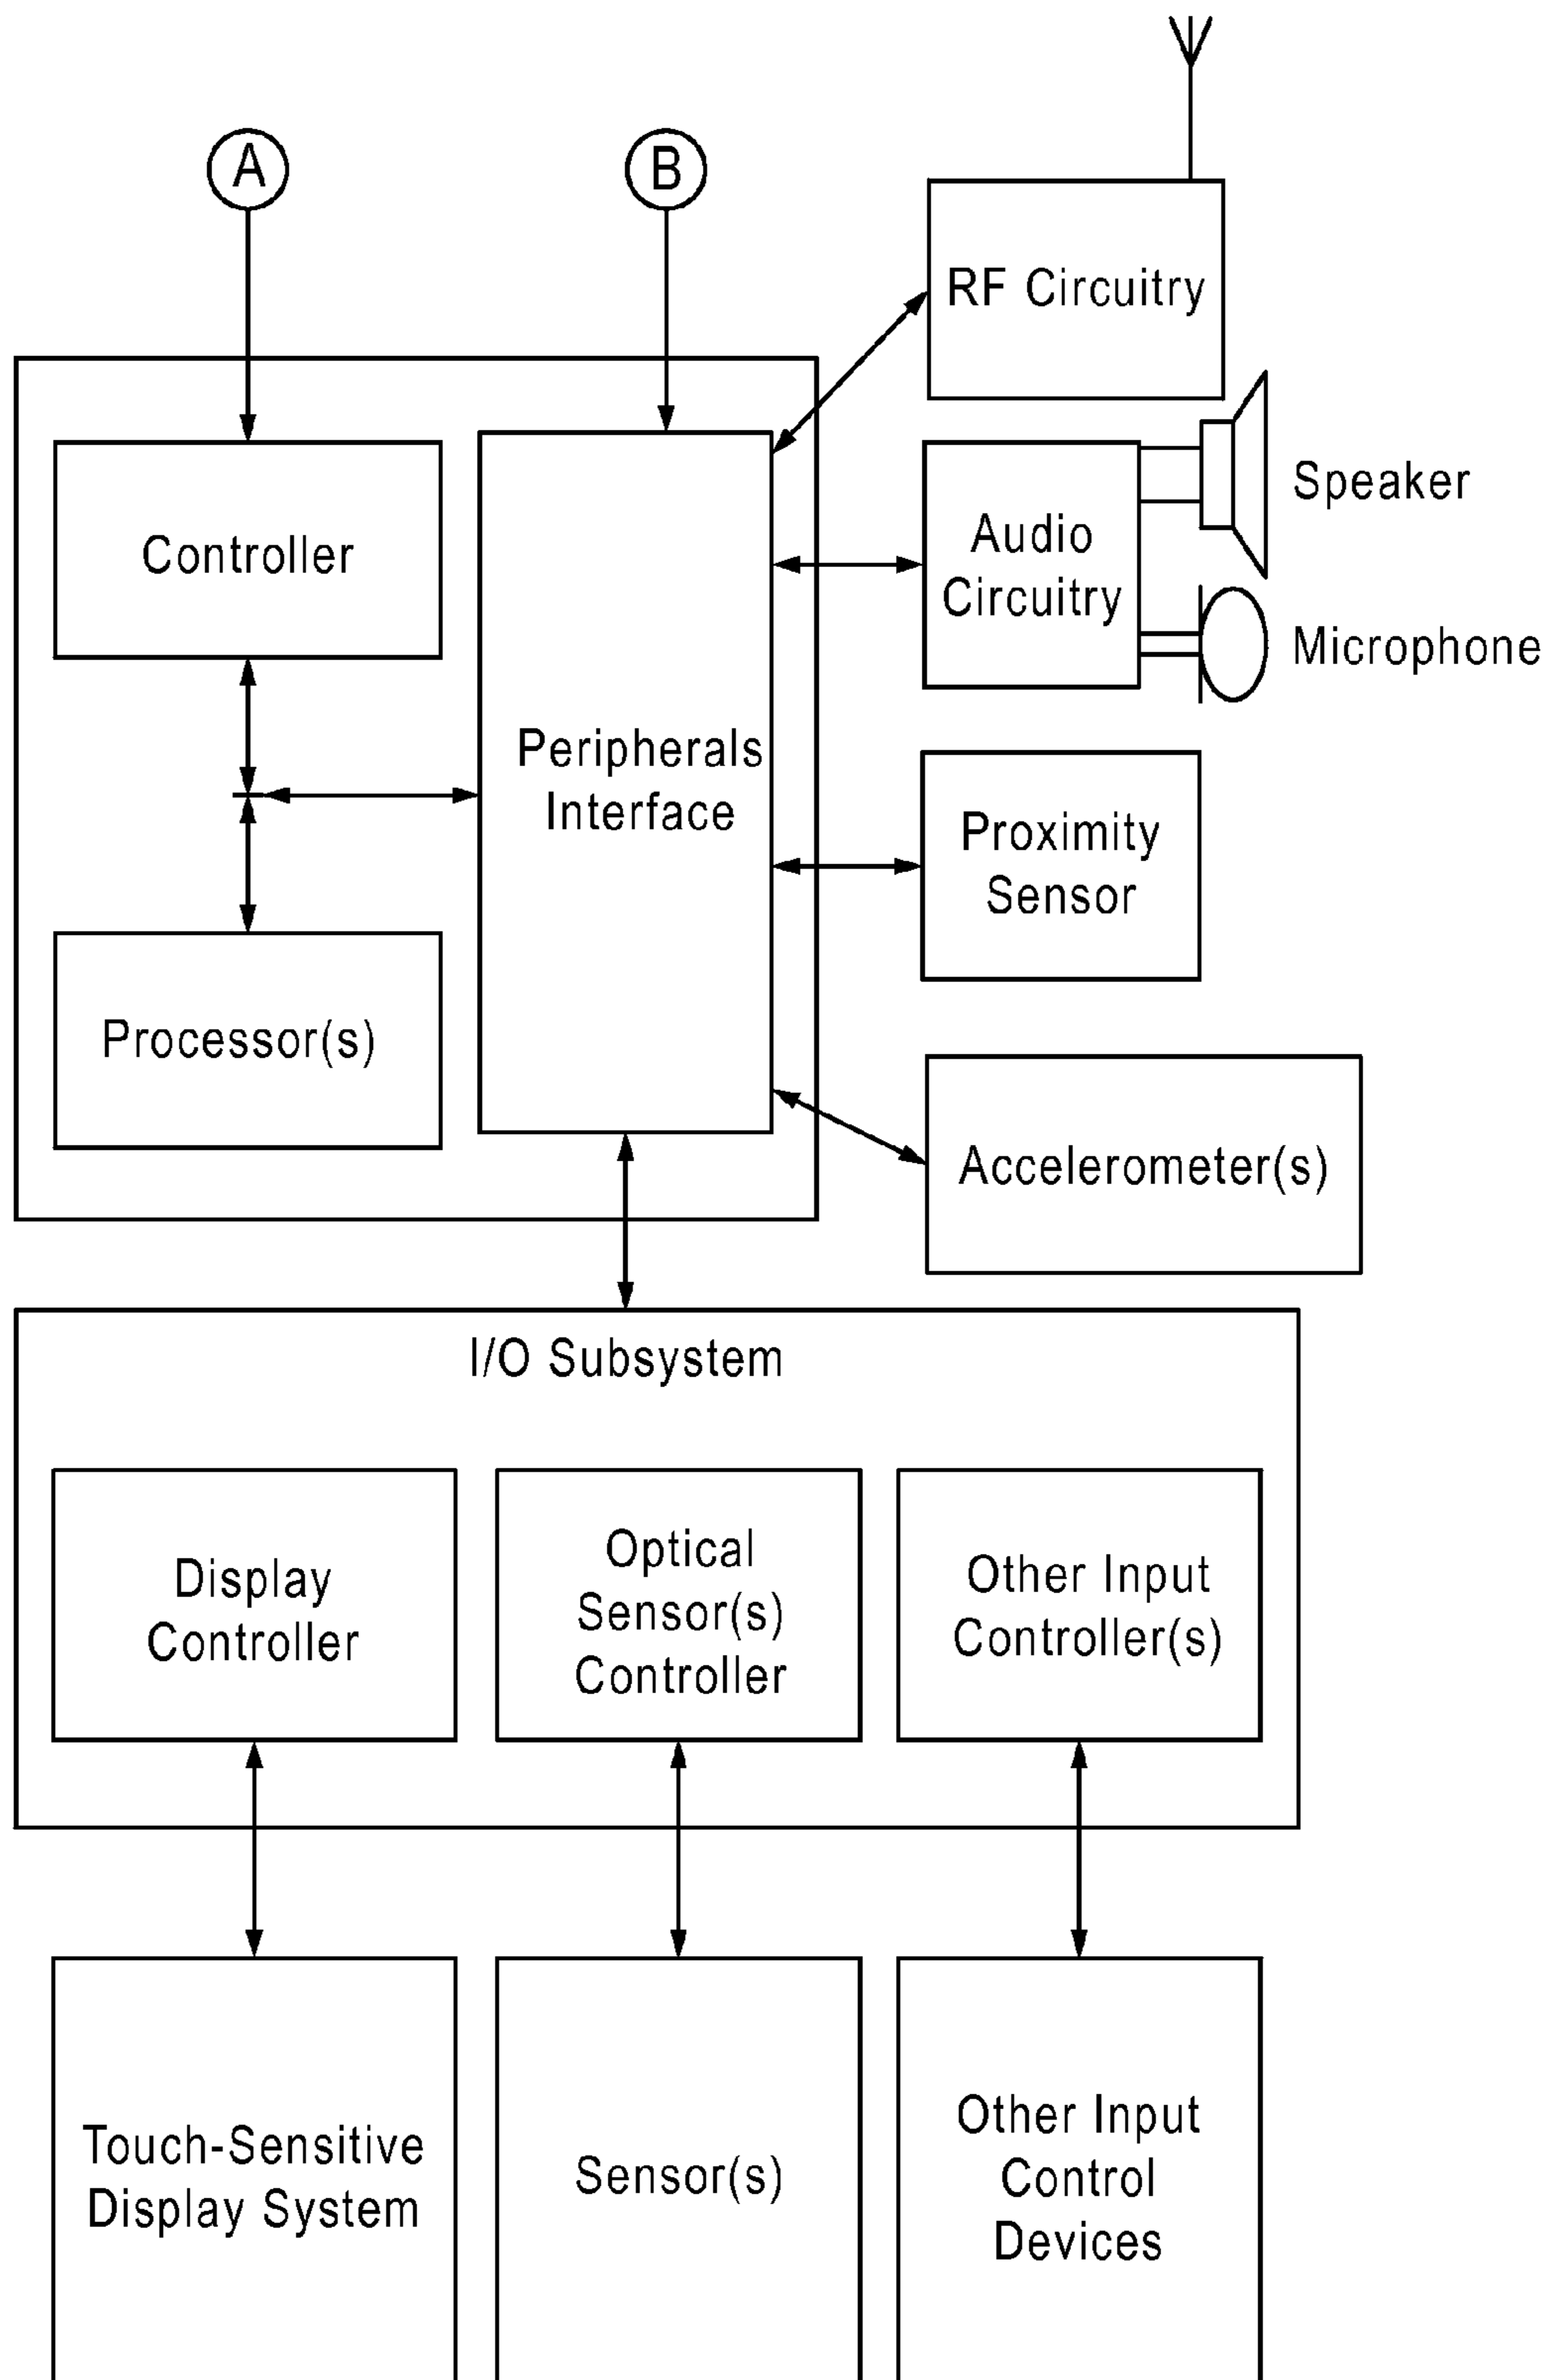 A
B
RF Circuitry
Controller
Audio
Circuitry
Speaker
Microphone
Peripherals
Interface
Proximity
Sensor
Processor(s)
Accelerometer(s)
I/O Subsystem
Display
Controller
Optical
Sensor(s)
Controller
Other Input
Controller(s)
Touch-Sensitive
Display System
Sensor(s)
Other Input
Control
Devices